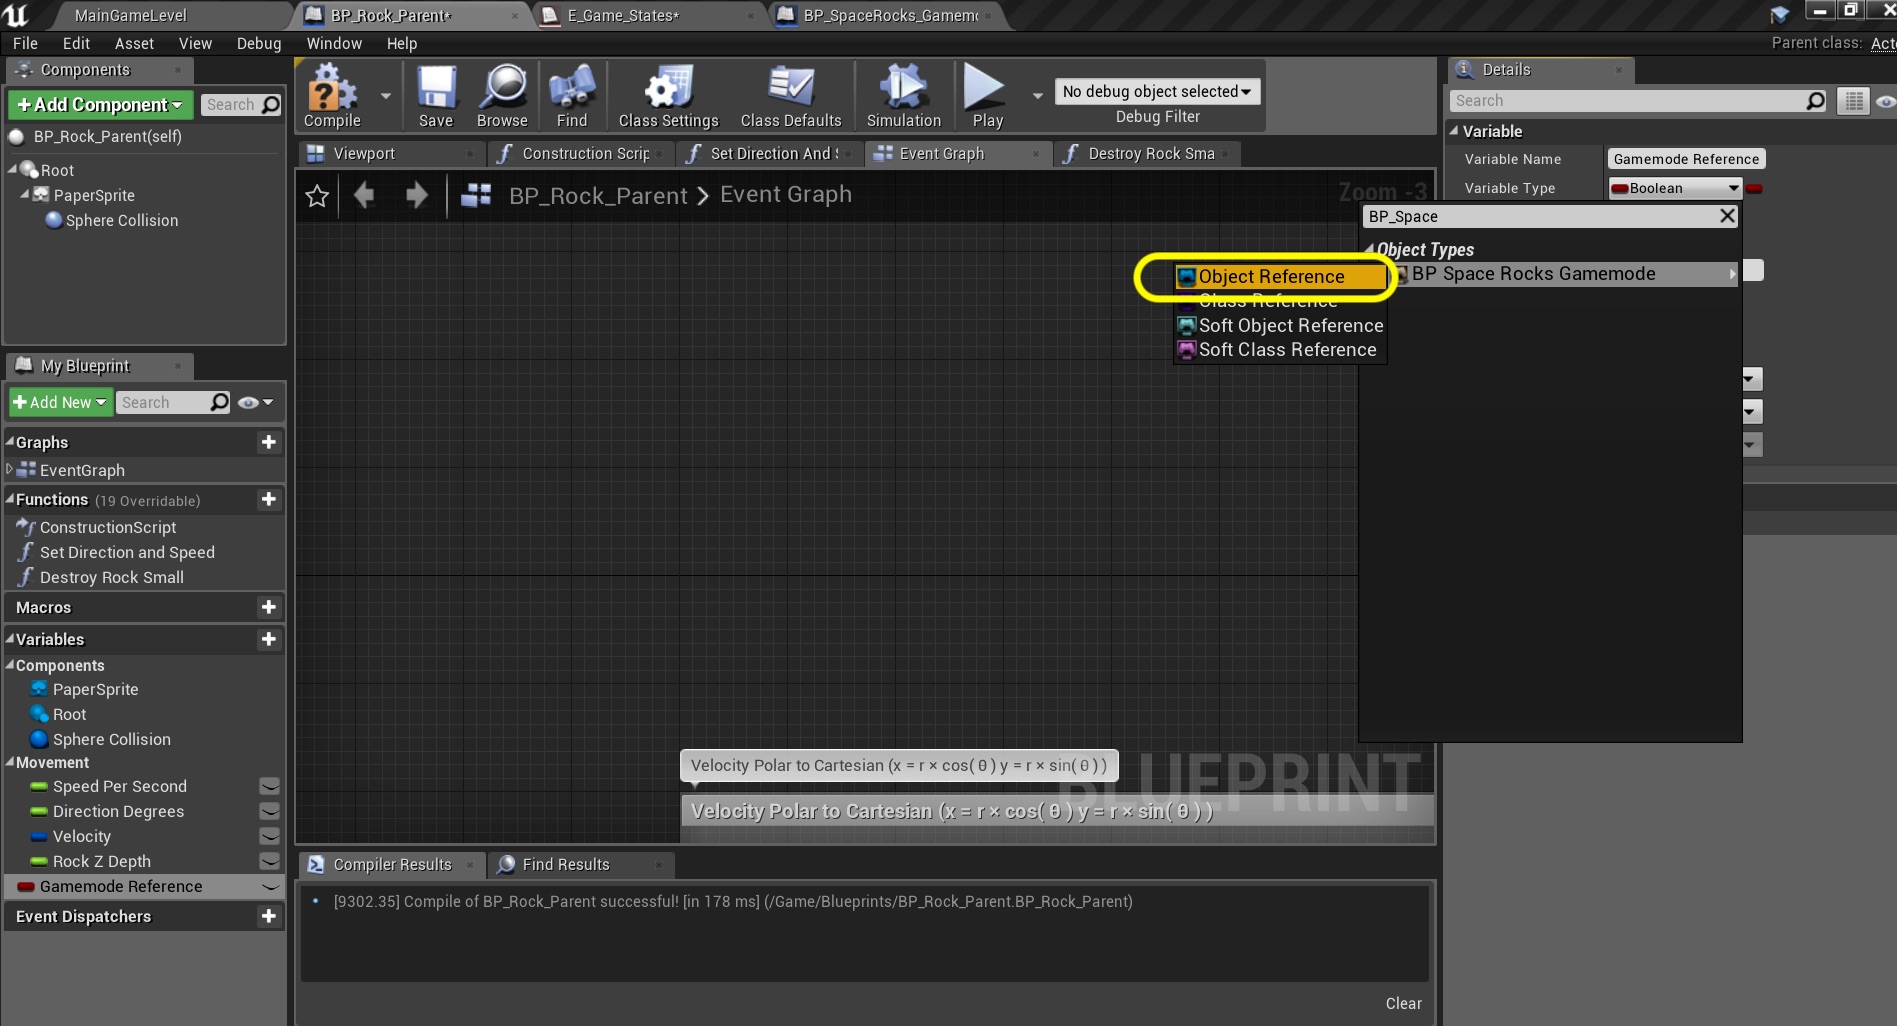 MainGameLevel
BP_Rock_Parent*
E_Game_States*
BP_SpaceRocks_Gamem
File Edit Asset View Debug Window Help
Parent class: Act
Components
+Add Component
Search
BP_Rock_Parent(self)
Root
PaperSprite
Sphere Collision
My Blueprint
+Add New
Search
Graphs
EventGraph
Functions (19 Overridable)
ConstructionScript
Set Direction and Speed
Destroy Rock Small
Macros
Variables
Components
PaperSprite
Root
Sphere Collision
Movement
Speed Per Second
Direction Degrees
Velocity
Rock Z Depth
Gamemode Reference
Event Dispatchers
Compile
Save
Browse
Find
Class Settings
Class Defaults
Simulation
Play
No debug object selected
Debug Filter
Viewport
Construction Scrip
Set Direction And S
Event Graph
Destroy Rock Sma
BP_Rock_Parent > Event Graph
Zoom -3
Object Reference
Class Reference
Soft Object Reference
Soft Class Reference
Velocity Polar to Cartesian (x = r × cos( θ ) y = r × sin( θ ) )
Velocity Polar to Cartesian (x = r × cos( θ ) y = r × sin( θ ) )
BLUEPRINT
Compiler Results
Find Results
[9302.35] Compile of BP_Rock_Parent successful! [in 178 ms] (/Game/Blueprints/BP_Rock_Parent.BP_Rock_Parent)
Clear
Details
Search
Variable
Variable Name
Gamemode Reference
Variable Type
Boolean
BP_Space
Object Types
BP Space Rocks Gamemode